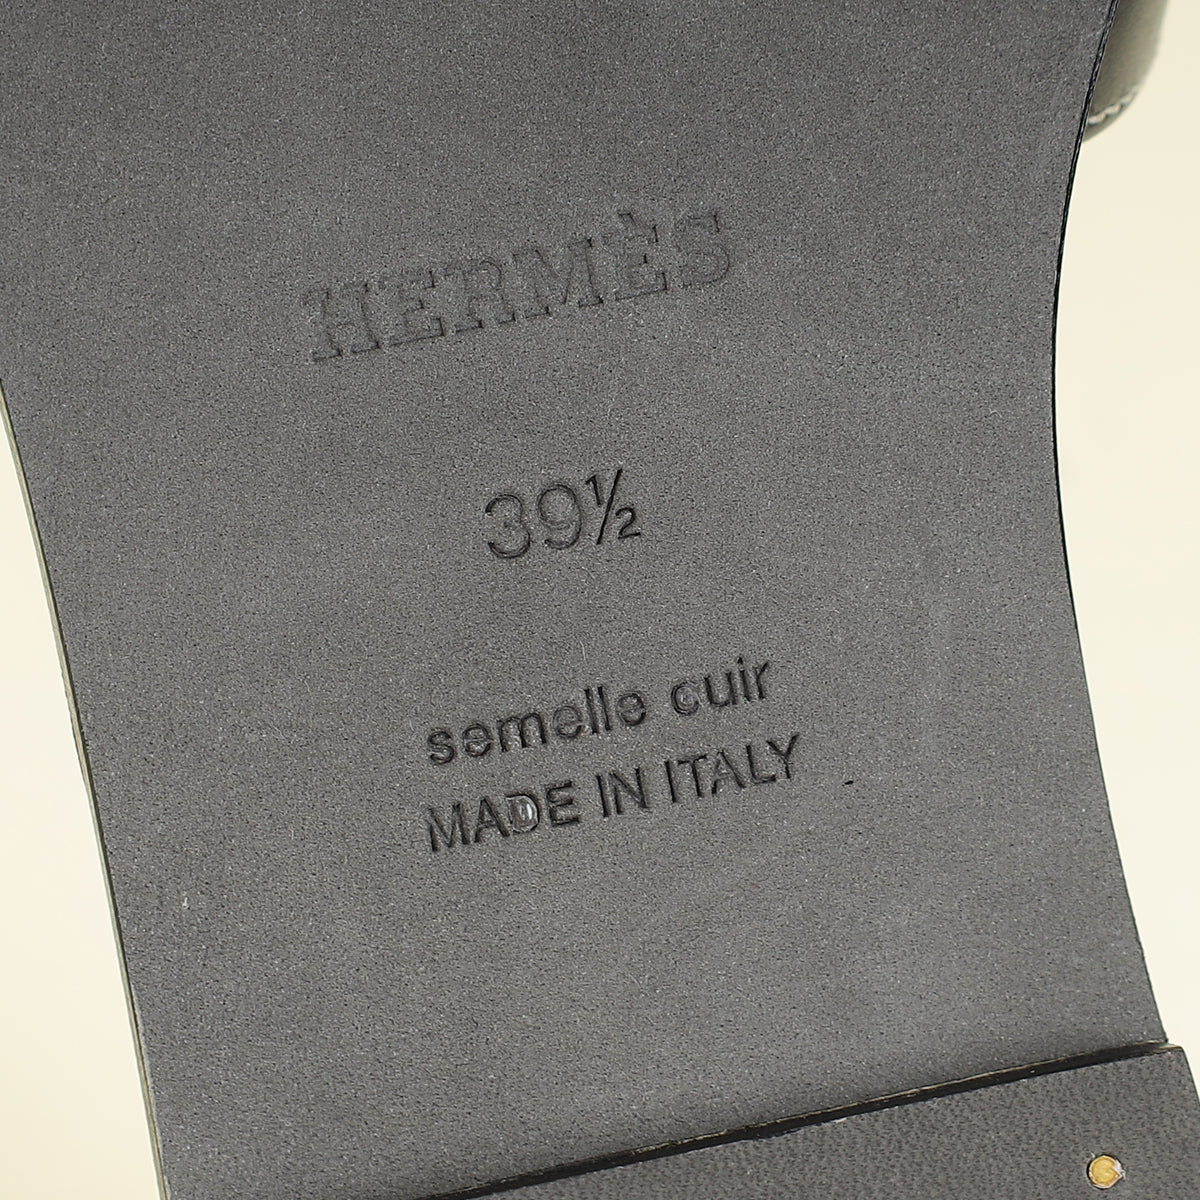 HERMÈS
39½
semelle cuir
MADE IN ITALY